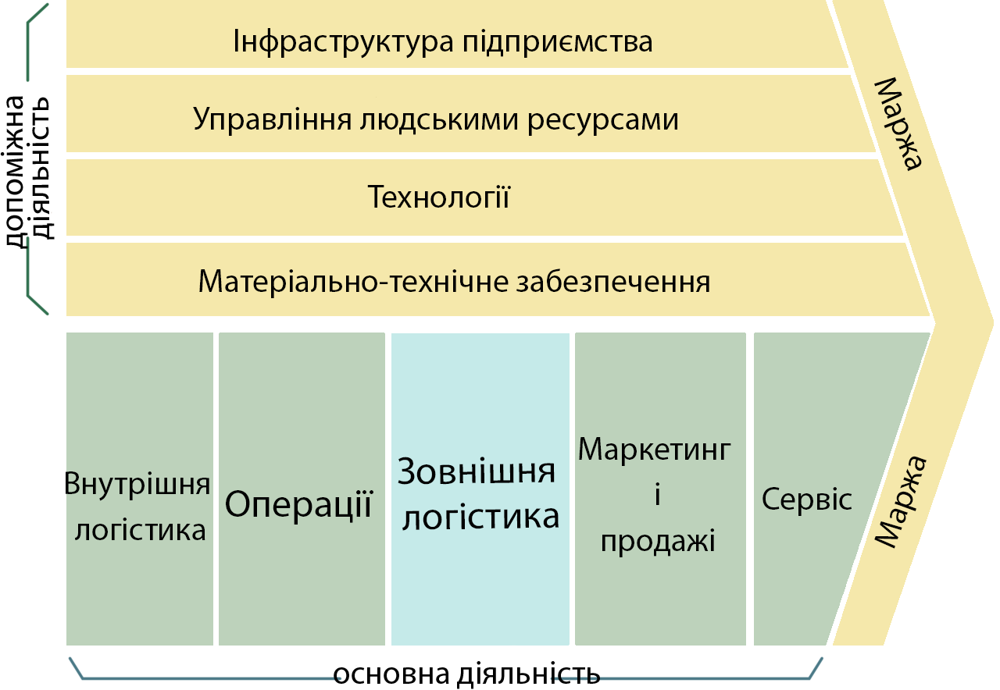 Інфраструктура підприємства
Маржа
допоміжна
діяльність
Управління людськими ресурсами
Технології
Матеріально-технічне забезпечення
Внутрішня
логістика
Операції
Зовнішня
логістика
Маркетинг
і
продажі
Сервіс
Маржа
основна діяльність